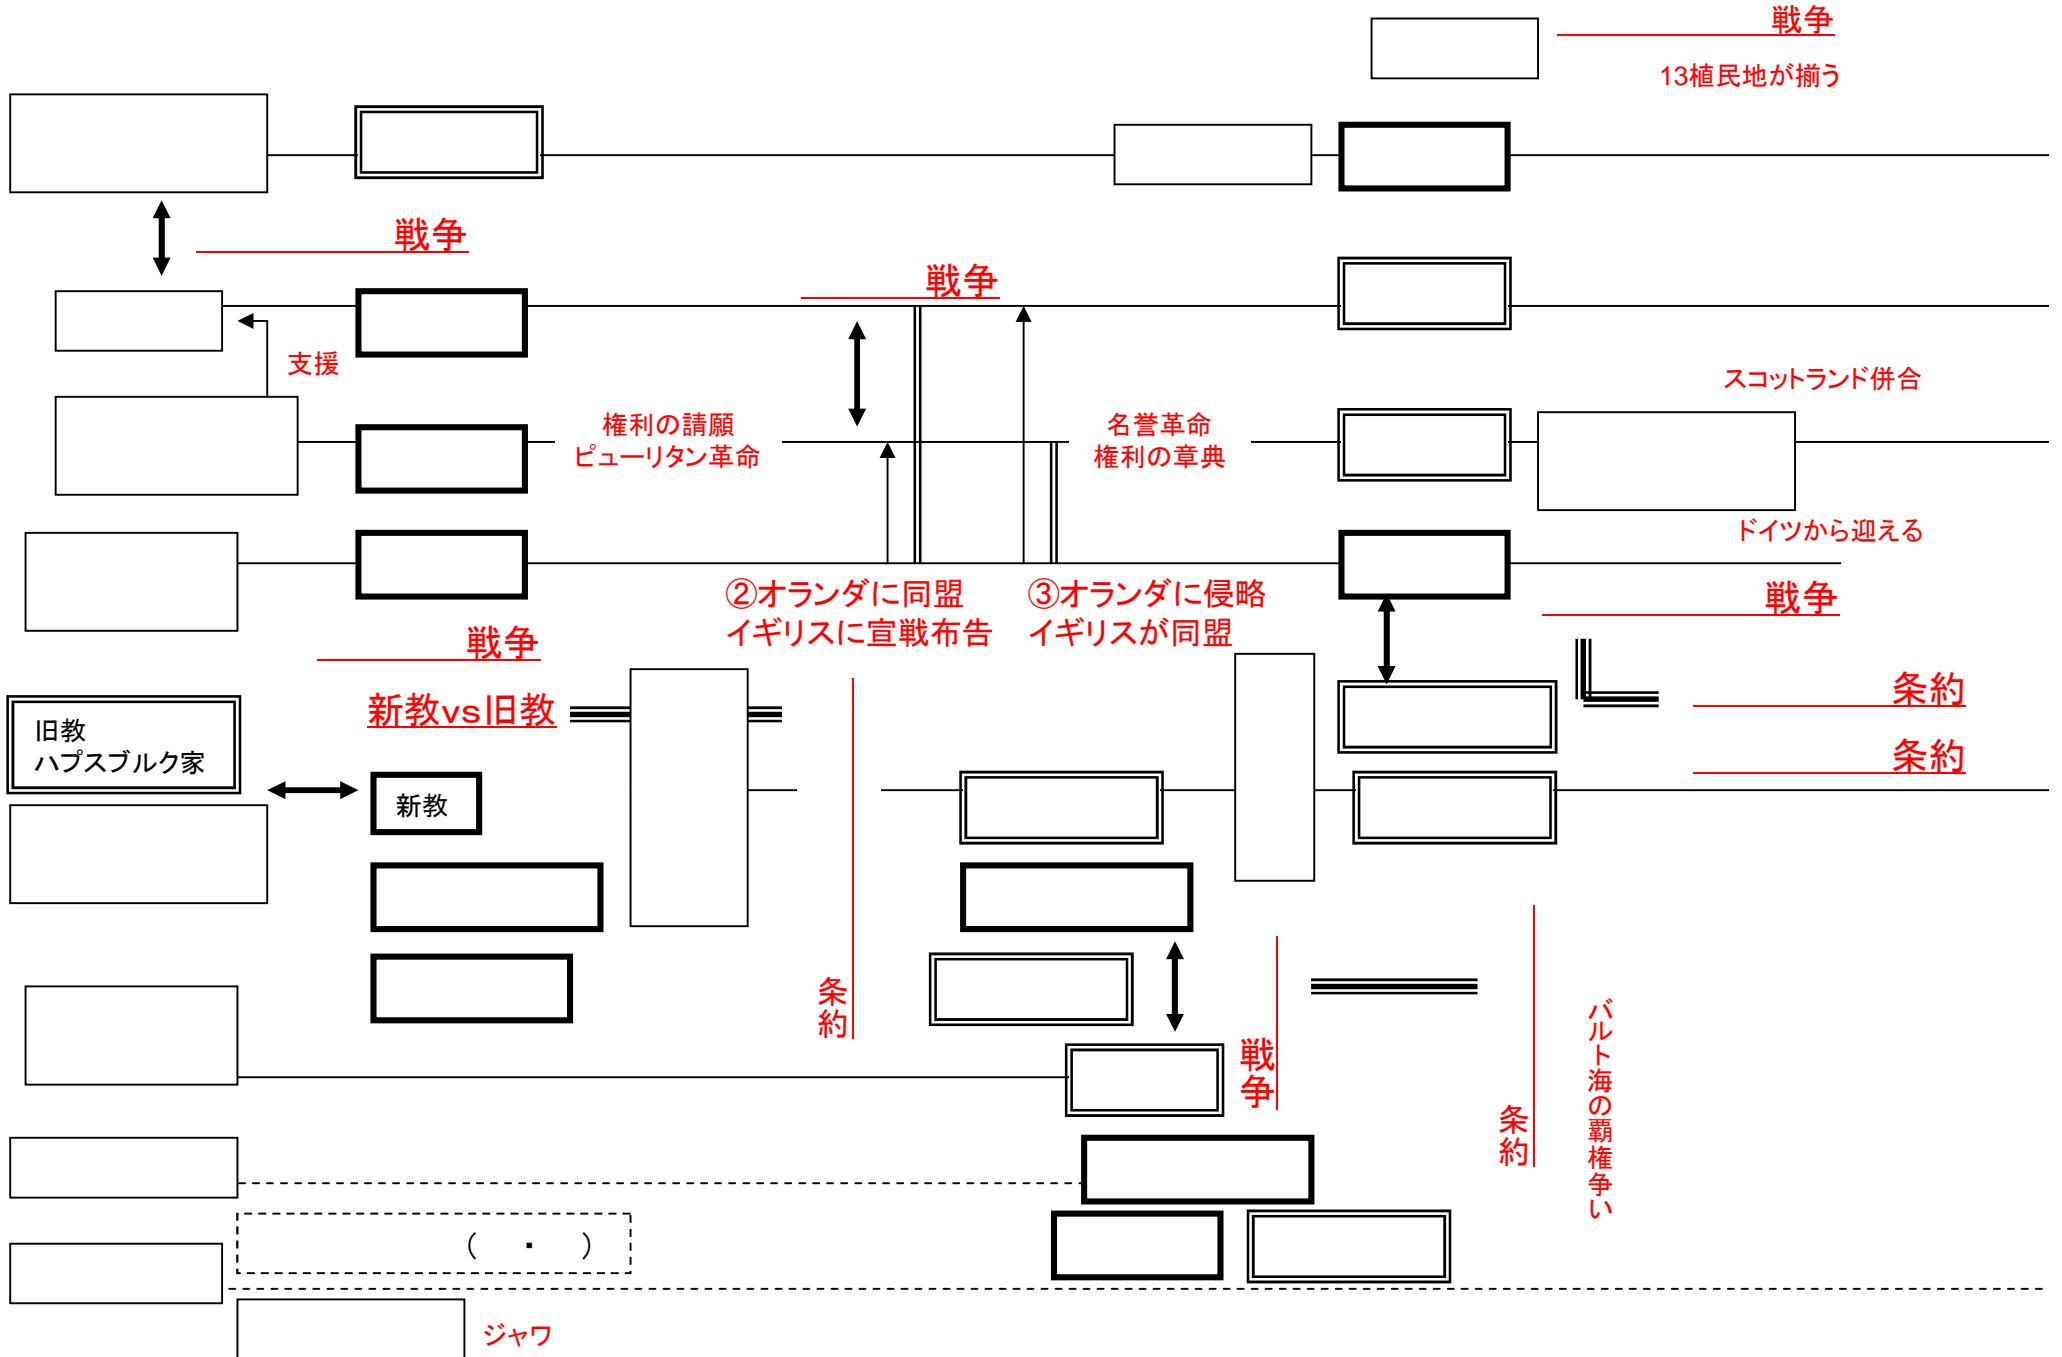 戦争
13植民地が揃う
戦争
戦争
支援
スコットランド併合
権利の請願
ピューリタン革命
名誉革命
権利の章典
ドイツから迎える
②オランダに同盟
イギリスに宣戦布告
③オランダに侵略
イギリスが同盟
戦争
戦争
新教vs旧教
条約
旧教
ハプスブルク家
条約
新教
条約
戦争
条約
バルト海の覇権争い
(　・　)
ジャワ